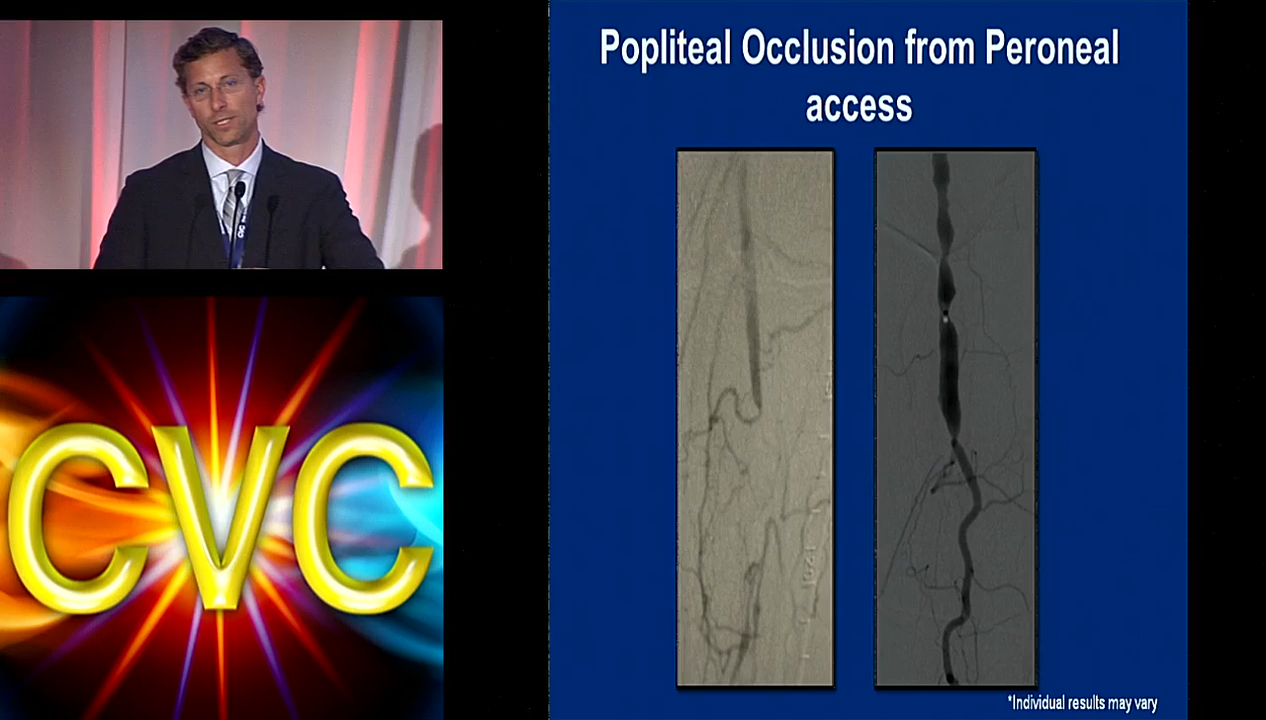 Popliteal Occlusion from Peroneal
access
CVC
*Individual results may vary